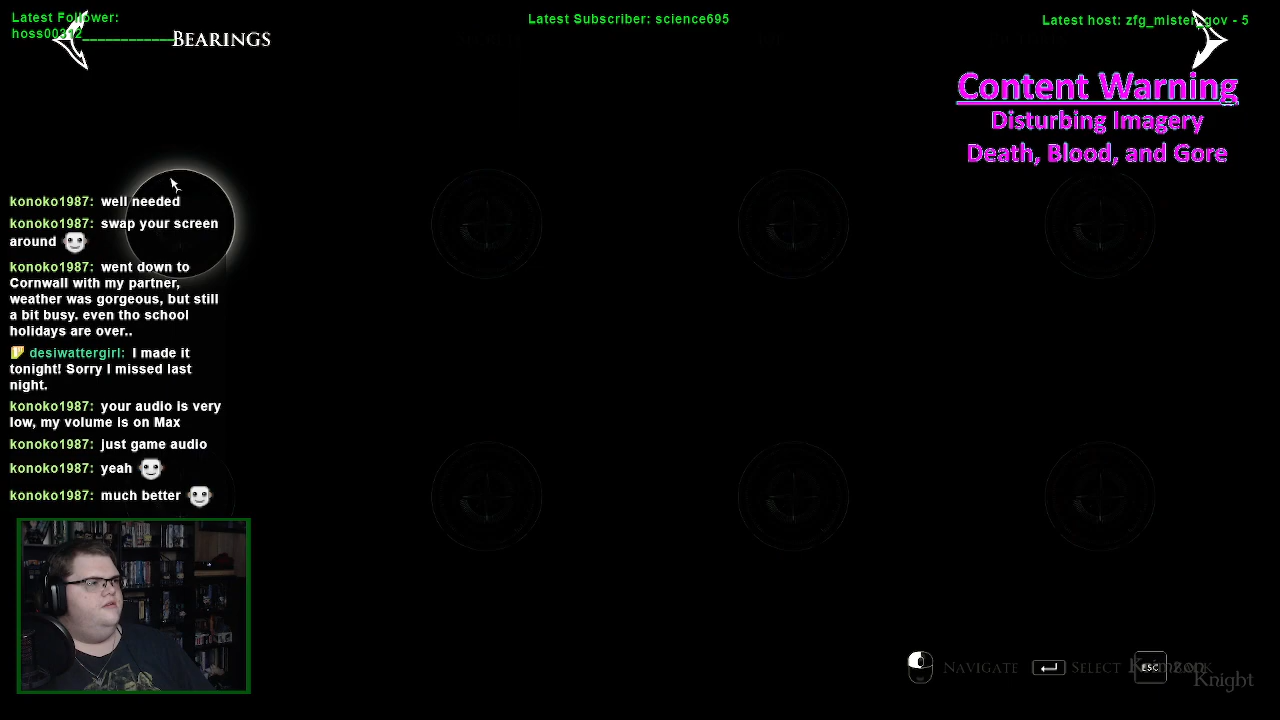 Latest Follower:
hoss00312
Latest Subscriber: science695
Latest host: zfg_mister_gov - 5
BEARINGS
Content Warning
Disturbing Imagery
Death, Blood, and Gore
konoko1987: well needed
konoko1987: swap your screen
around
konoko1987: went down to
Cornwall with my partner,
weather was gorgeous, but still
a bit busy. even tho school
holidays are over..
desiwattergirl: I made it
tonight! Sorry I missed last
night.
konoko1987: your audio is very
low, my volume is on Max
konoko1987: just game audio
konoko1987: yeah
konoko1987: much better
NAVIGATE
SELECT
ESC
Knight